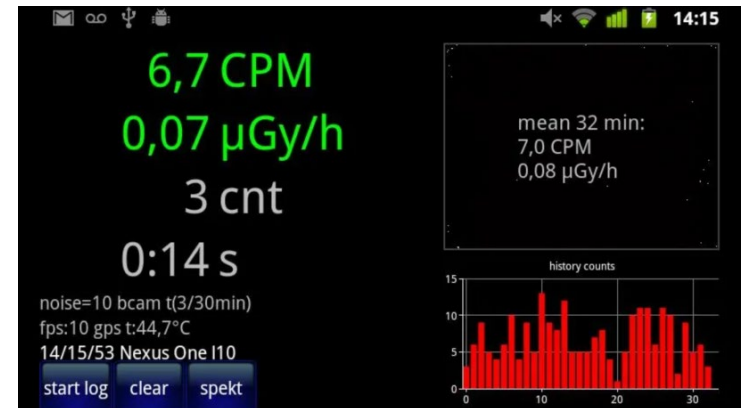 14:15
6,7 CPM
0,07 µGy/h
3 cnt
0:14 s
noise=10 bcam t(3/30min)
fps:10 gps t:44,7°C
14/15/53 Nexus One l10
start log clear spekt
mean 32 min:
7,0 CPM
0,08 µGy/h
history counts
15
10
5
0
0 10 20 30